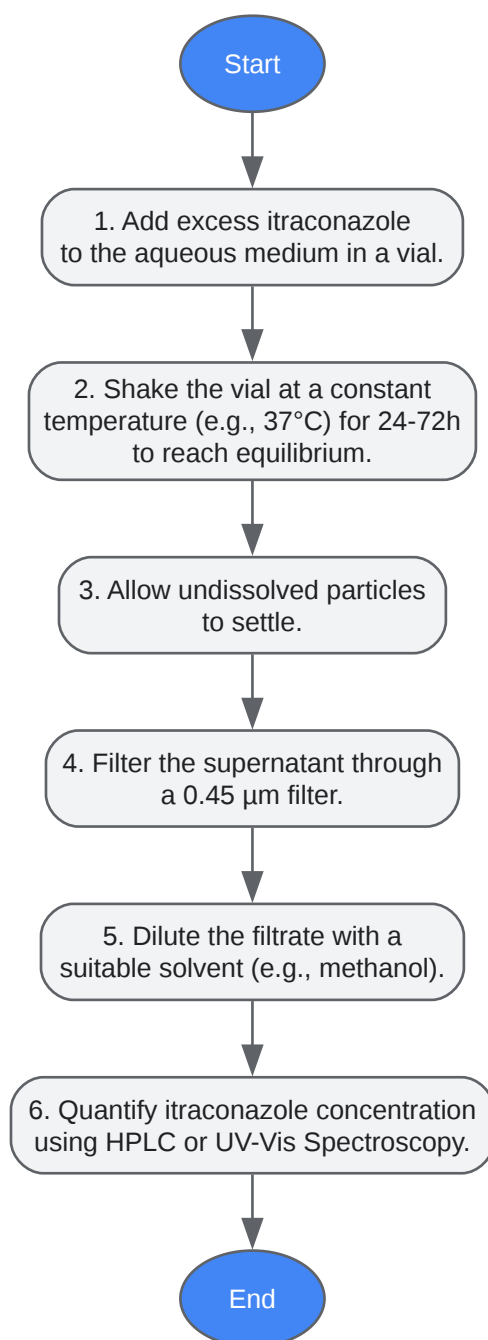 Start
1. Add excess itraconazole
to the aqueous medium in a vial.
2. Shake the vial at a constant
temperature (e.g., 37°C) for 24-72h
to reach equilibrium.
3. Allow undissolved particles
to settle.
4. Filter the supernatant through
a 0.45 µm filter.
5. Dilute the filtrate with a
suitable solvent (e.g., methanol).
6. Quantify itraconazole concentration
using HPLC or UV-Vis Spectroscopy.
End